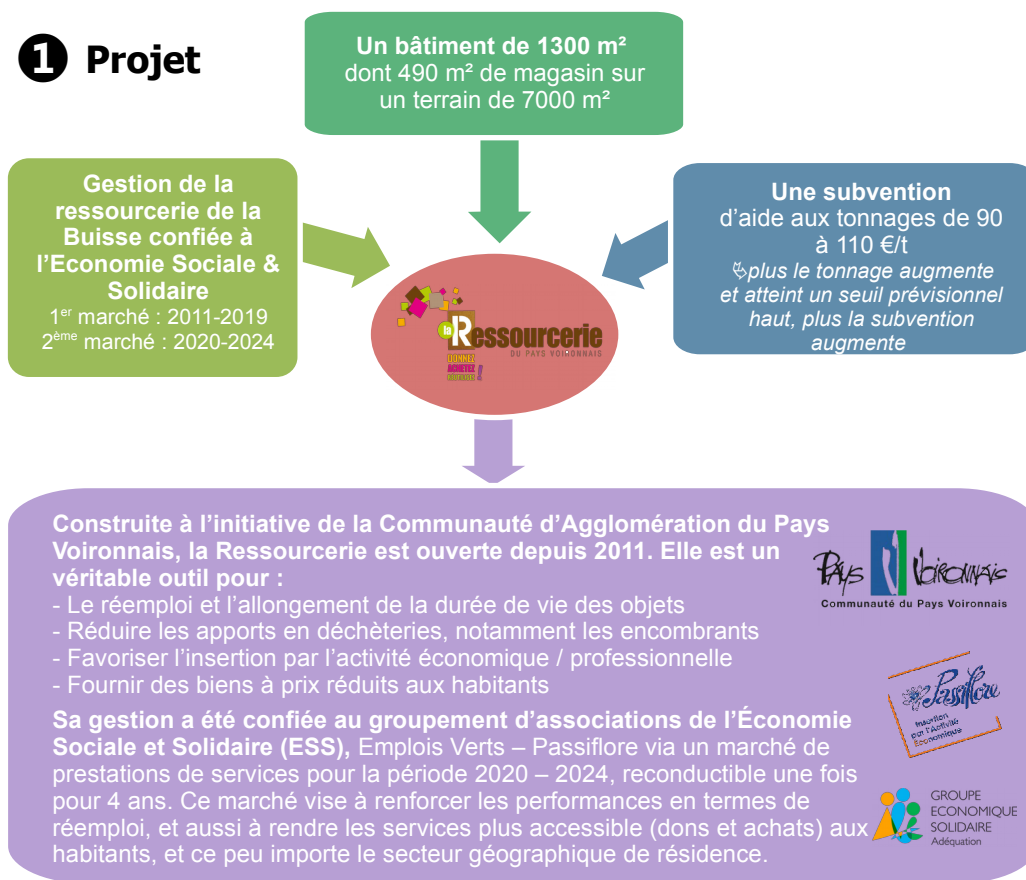 ❶ Projet
Un bâtiment de 1300 m²
dont 490 m² de magasin sur
un terrain de 7000 m²
Gestion de la
ressourcerie de la
Buisse confiée à
l’Economie Sociale &
Solidaire
1er marché : 2011-2019
2ème marché : 2020-2024
Une subvention
d’aide aux tonnages de 90
à 110 €/t
↳plus le tonnage augmente
et atteint un seuil prévisionnel
haut, plus la subvention
augmente
la Ressourcerie
DU PAYS VOIRONNAIS
DONNEZ
ACHETEZ
Construite à l’initiative de la Communauté d’Agglomération du Pays
Voironnais, la Ressourcerie est ouverte depuis 2011. Elle est un
véritable outil pour :
- Le réemploi et l’allongement de la durée de vie des objets
- Réduire les apports en déchèteries, notamment les encombrants
- Favoriser l’insertion par l’activité économique / professionnelle
- Fournir des biens à prix réduits aux habitants
Sa gestion a été confiée au groupement d’associations de l’Économie
Sociale et Solidaire (ESS), Emplois Verts – Passiflore via un marché de
prestations de services pour la période 2020 – 2024, reconductible une fois
pour 4 ans. Ce marché vise à renforcer les performances en termes de
réemploi, et aussi à rendre les services plus accessible (dons et achats) aux
habitants, et ce peu importe le secteur géographique de résidence.
PAYS VOIRONNAIS
Communauté du Pays Voironnais
Passiflore
Insertion
par l'Activité
Economique
GROUPE
ECONOMIQUE
SOLIDAIRE
Adéquation